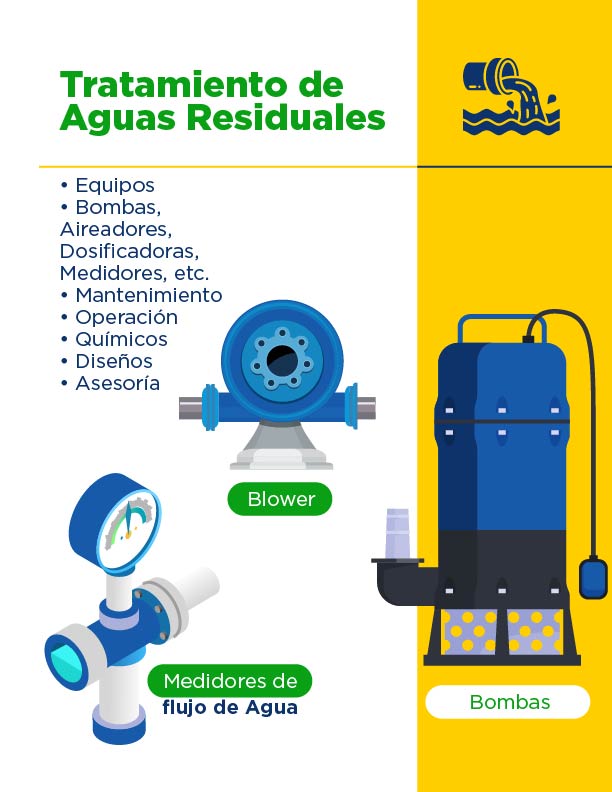 Tratamiento de
Aguas Residuales
• Equipos
• Bombas,
Aireadores,
Dosificadoras,
Medidores, etc.
• Mantenimiento
• Operación
• Químicos
• Diseños
• Asesoría
Blower
Medidores de
flujo de Agua
Bombas